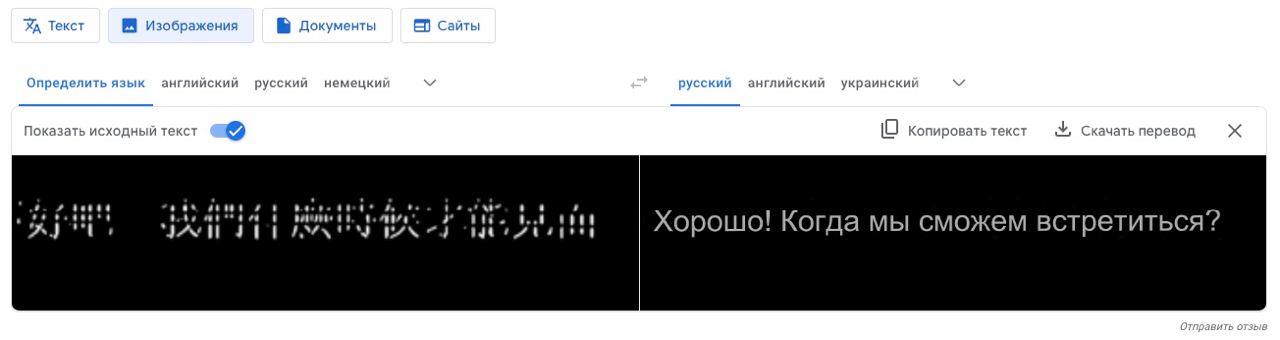 Текст Изображения Документы Сайты
Определить язык английский русский немецкий русский английский украинский
Показать исходный текст Копировать текст Скачать перевод
好吧 我們什麼時候才能見面 Хорошо! Когда мы сможем встретиться?
Отправить отзыв